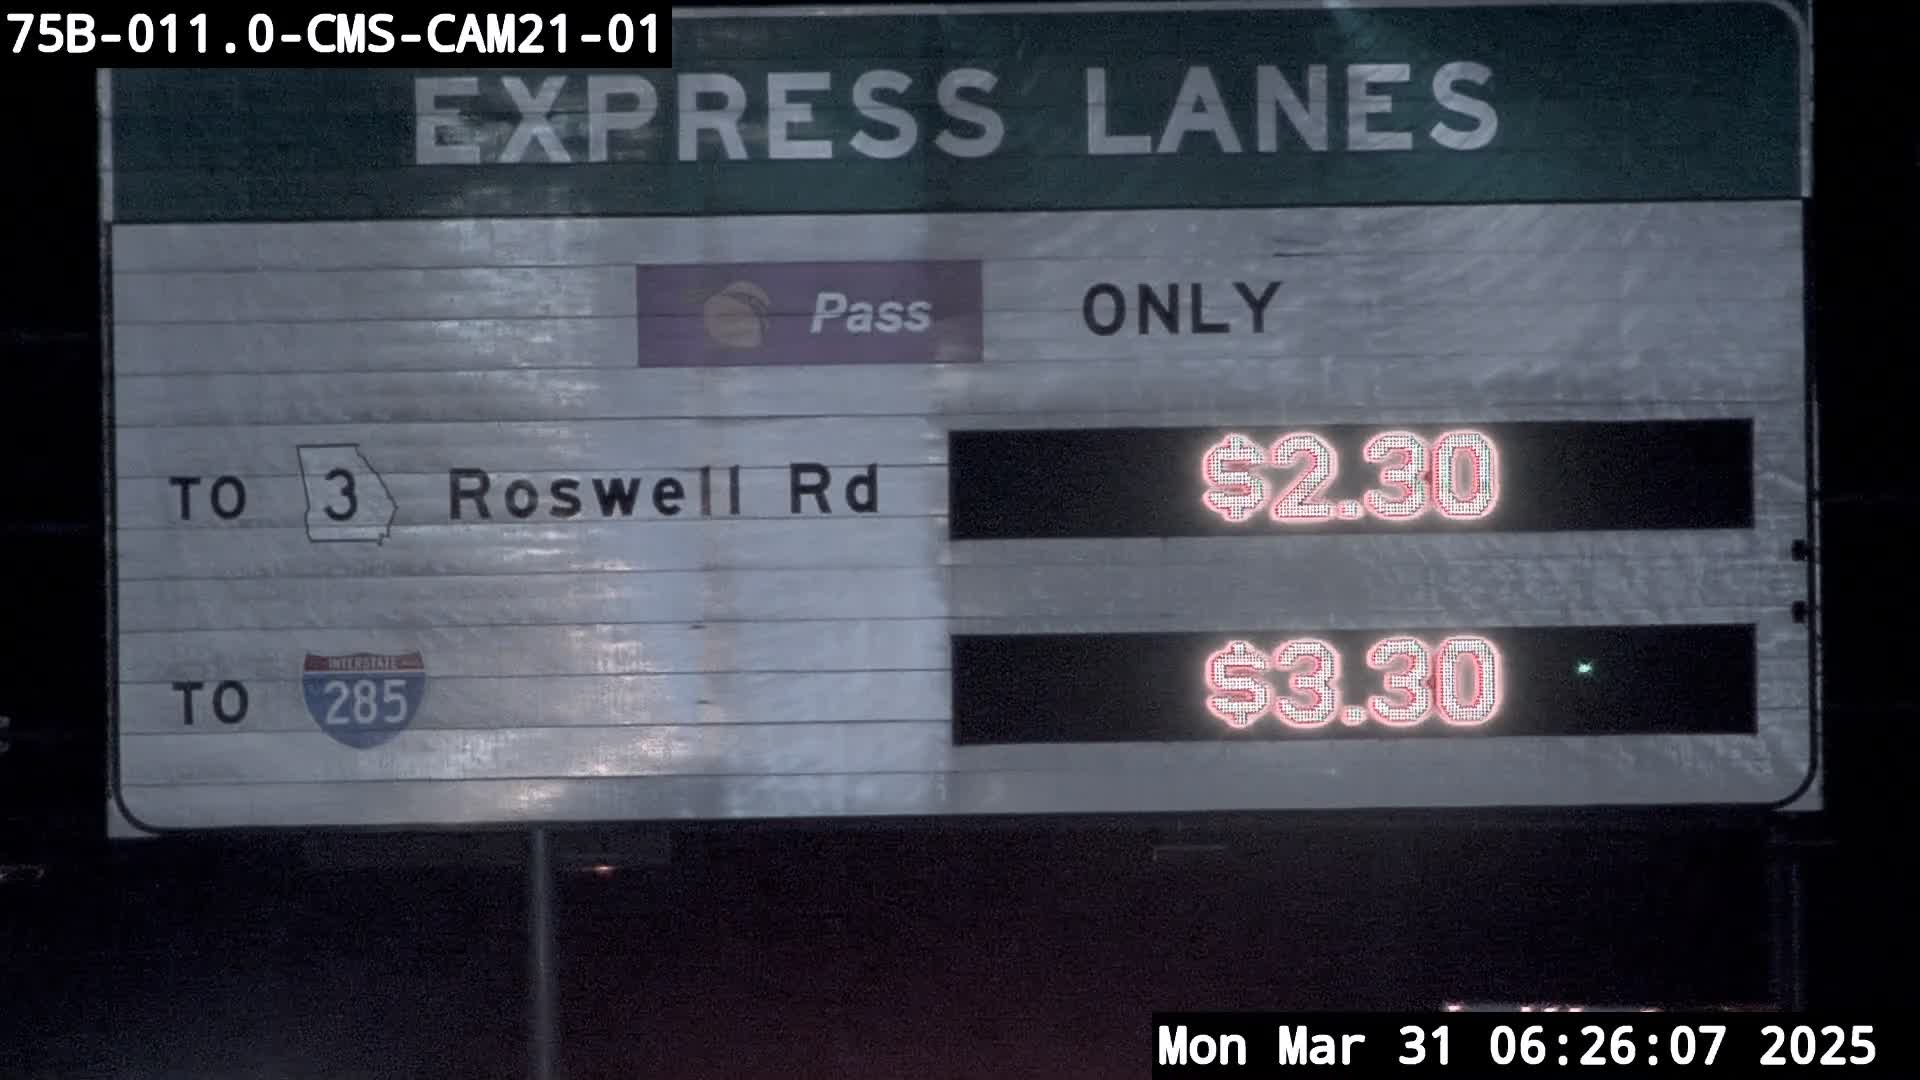 75B-011.0-CMS-CAM21-01
EXPRESS LANES
Pass ONLY
TO 3 Roswell Rd $2.30
INTERSTATE
TO 285 $3.30
Mon Mar 31 06:26:07 2025